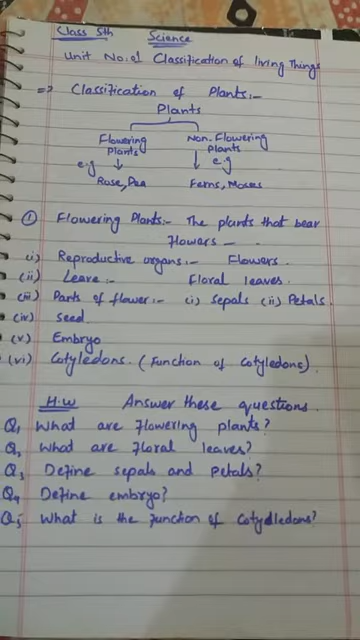 Class 5th Science
Unit No. 01 Classification of living Things
=> Classification of Plants:-
Plants
Flowering Plants Non-Flowering Plants
e.g ↓ ↓ e.g
Rose, Pea Ferns, Moses
① Flowering Plants:- The plants that bear
flowers - .
(i) Reproductive organs:- Flowers.
(ii) Leave:- Floral leaves.
(iii) Parts of flower:- (i) Sepals (ii) Petals
(iv) Seed.
(v) Embryo
(vi) Cotyledons. (Function of Cotyledons).
H.W Answer these questions.
Q1 What are flowering plants?
Q2 What are floral leaves?
Q3 Define sepals and petals?
Q4 Define embryo?
Q5 What is the function of Cotydledons?